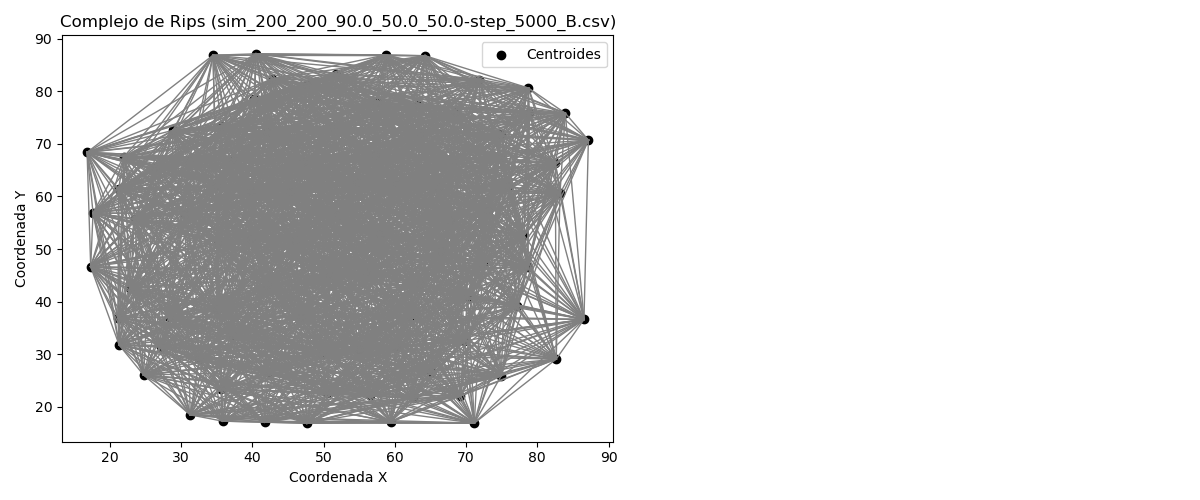 Complejo de Rips (sim_200_200_90.0_50.0_50.0-step_5000_B.csv)
Centroides
90
80
70
60
50
40
30
20
Coordenada Y
20 30 40 50 60 70 80 90
Coordenada X